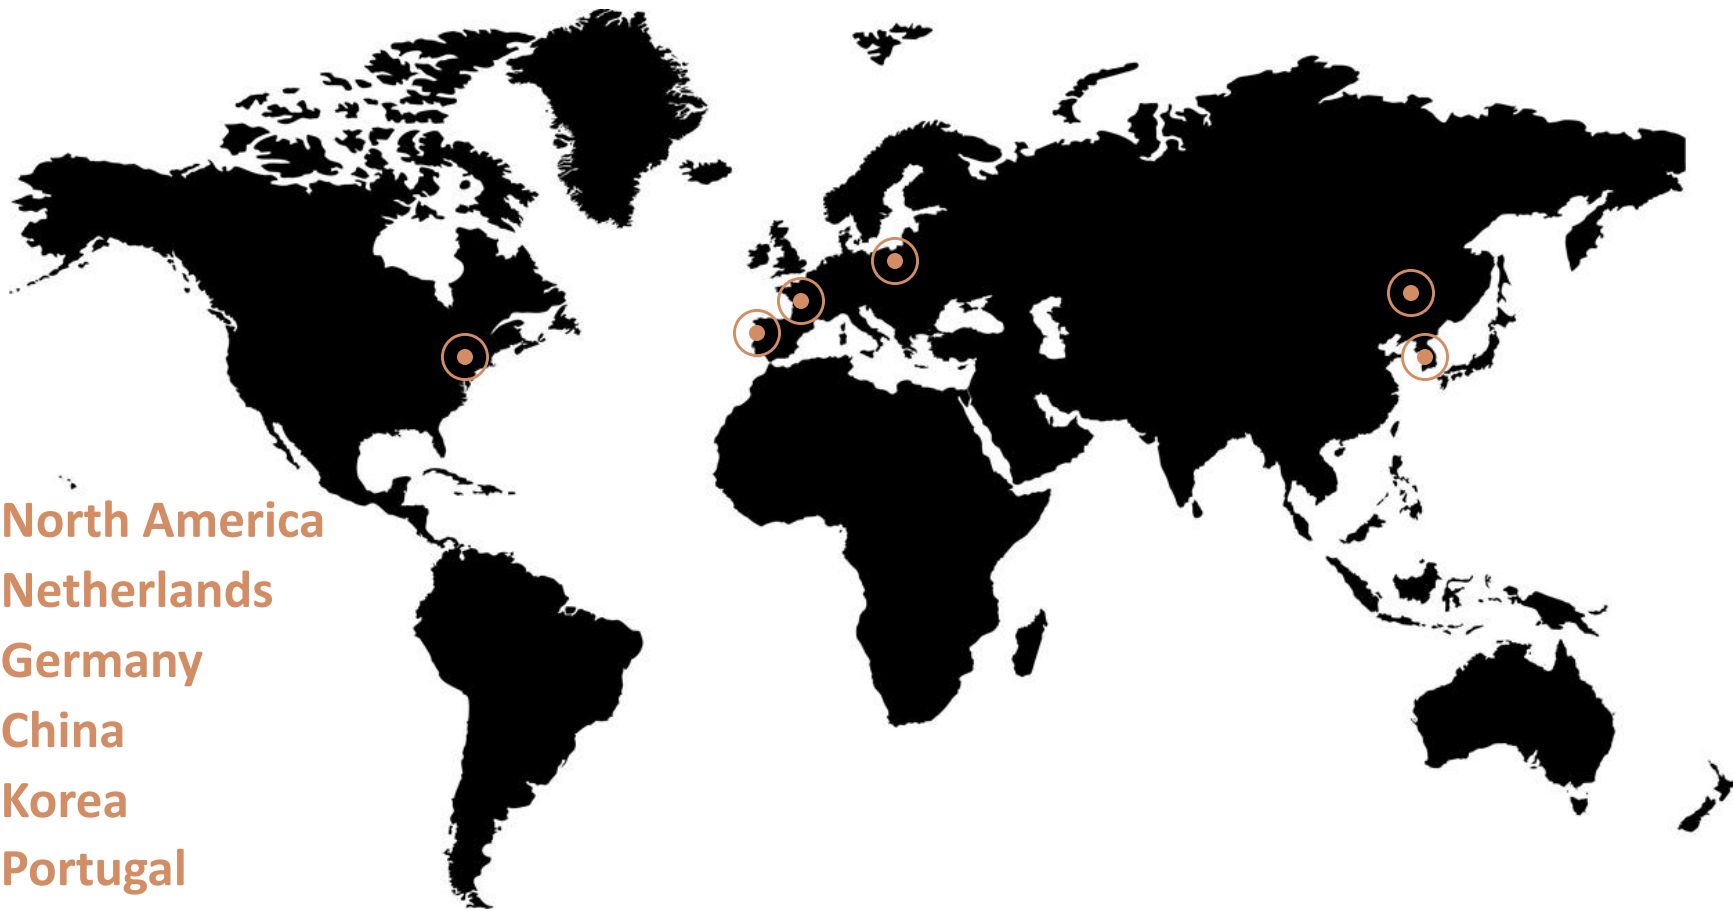 North America
Netherlands
Germany
China
Korea
Portugal